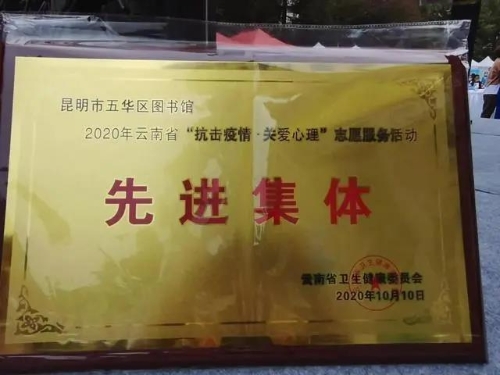 昆明市五华区图书馆
2020年云南省“抗击疫情·关爱心理”志愿服务活动
先进集体
云南省卫生健康委员会
2020年10月10日